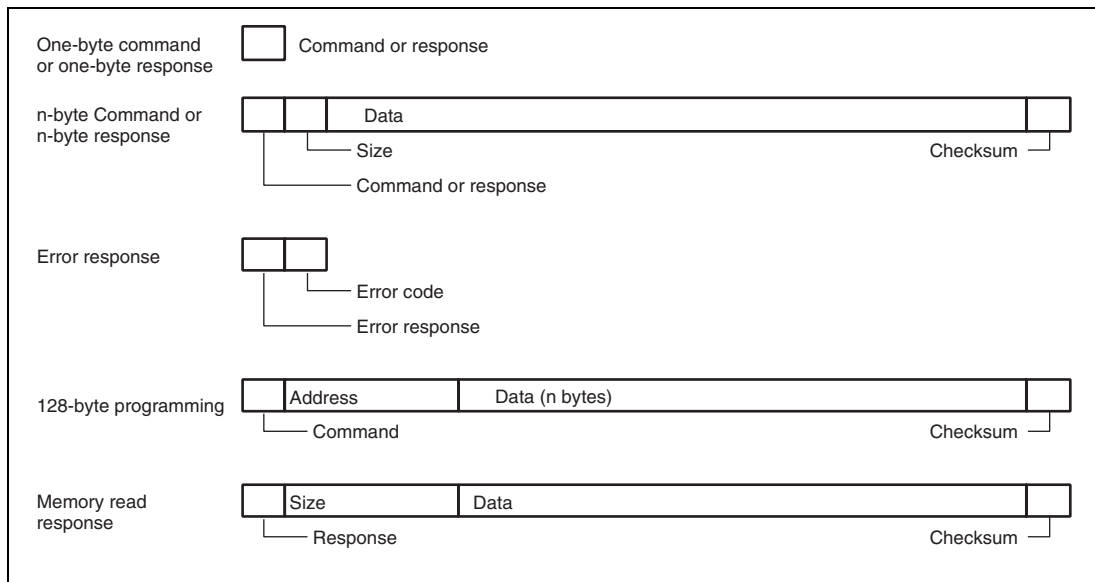 One-byte command
or one-byte response
Command or response
n-byte Command or
n-byte response
Data
Size
Checksum
Command or response
Error response
Error code
Error response
128-byte programming
Address
Data (n bytes)
Command
Checksum
Memory read
response
Size
Data
Response
Checksum